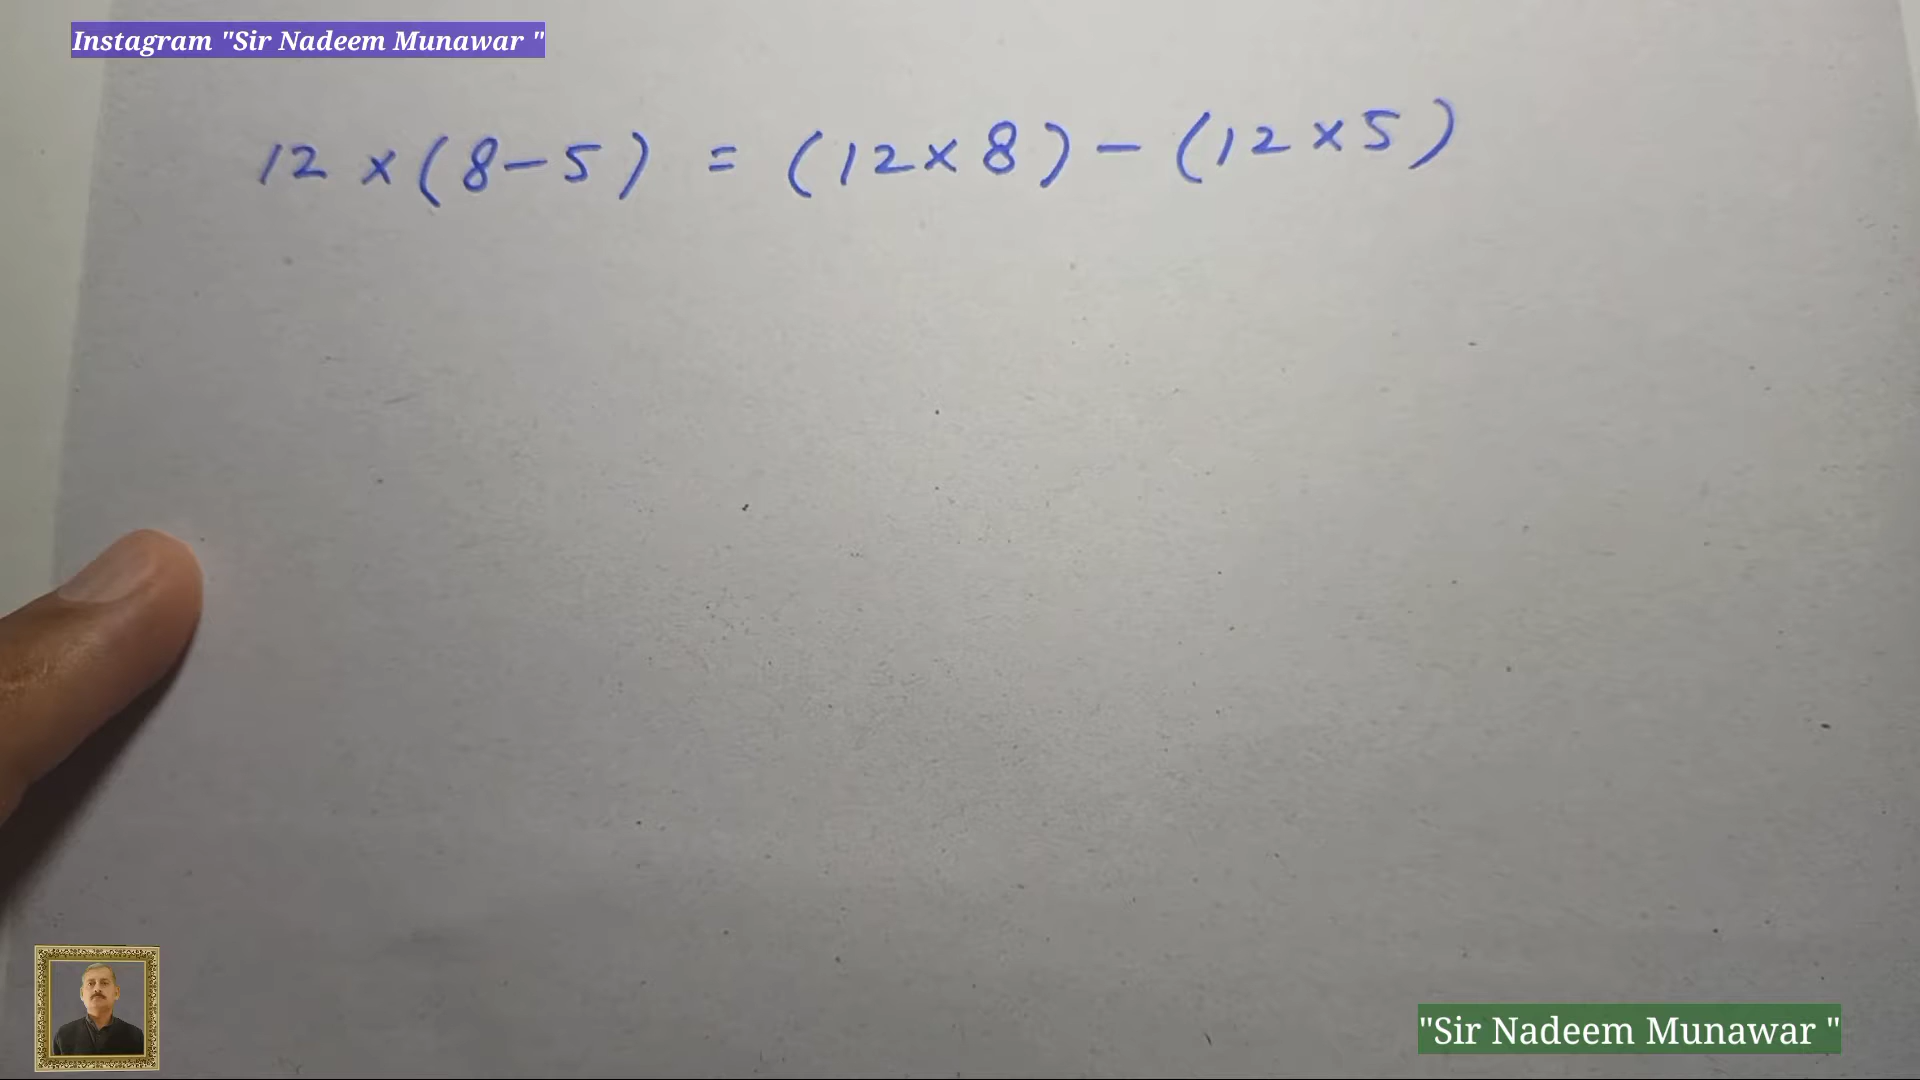 Instagram "Sir Nadeem Munawar "
12 × (8-5) = (12×8) - (12×5)
"Sir Nadeem Munawar "